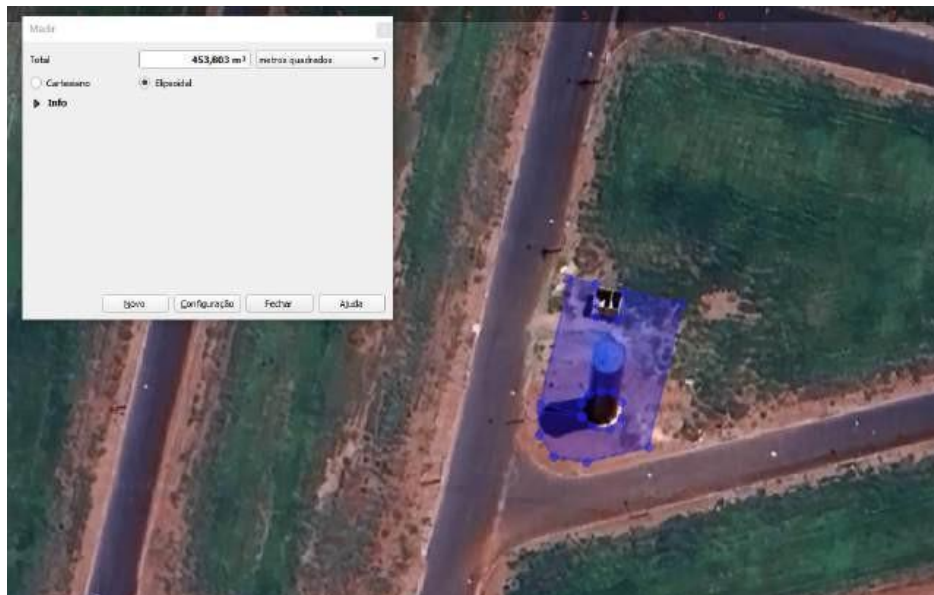 Medir
Total 453,803 m² metros quadrados
Cartesiano Elipsoidal
Info
Novo Configuração Fechar Ajuda